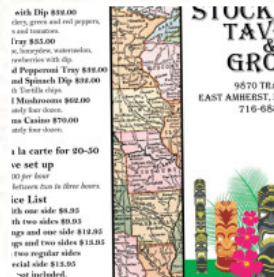 with Dip $32.00
clery, green and red peppers,
s and tomatoes.
Tray $35.00
e, honeydew, watermelon,
rawberries with dip.
d Pepperoni Tray $32.00
nd Spinach Dip $32.00
th Tortilla chips.
d Mushrooms $62.00
ately four dozen.
ms Casino $70.00
ately four dozen.
a la carte for 20-50
ve set up
00 per hour
between two to three hours.
ice List
ith one side $8.95
th two sides $9.95
ngs and one side $12.95
ngs and two sides $13.95
two regular sides
ecial side $13.95
not included.
STOCK
TAV
&
GRO
9870 TRA
EAST AMHERST,
716-68